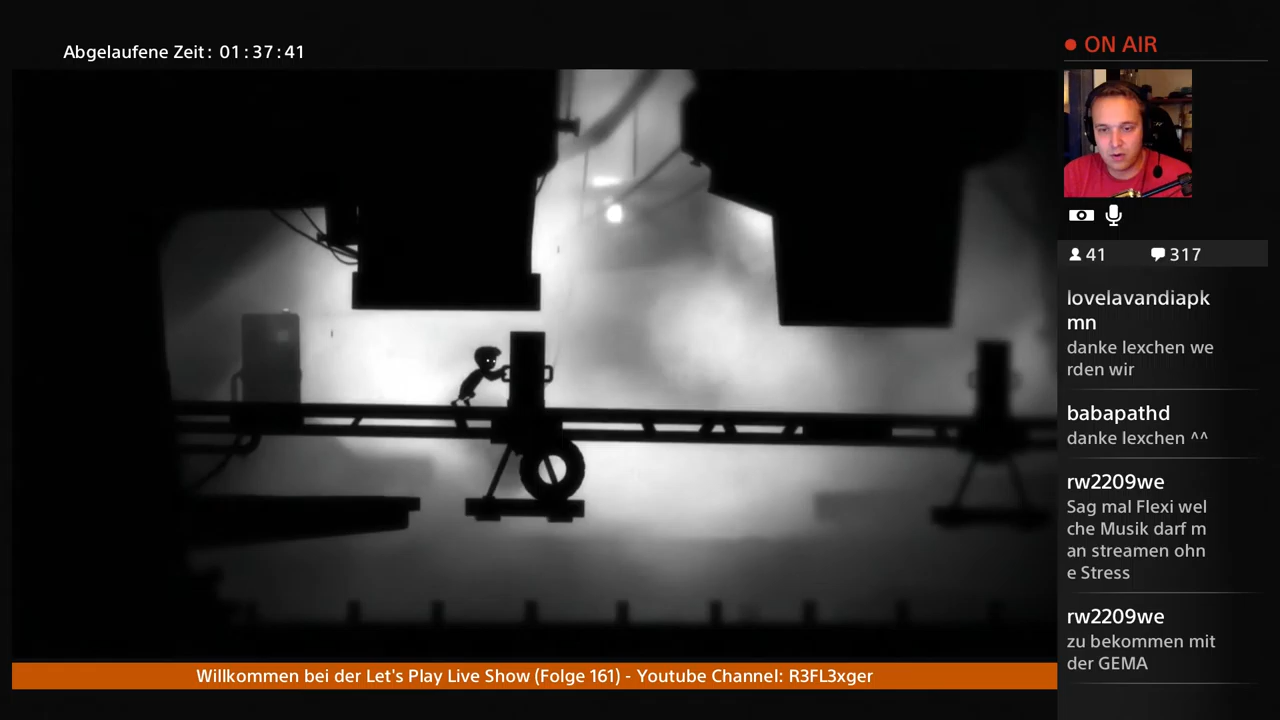 Abgelaufene Zeit: 01:37:41
ON AIR
41 317
lovelavandiapk
mn
danke lexchen we
rden wir
babapathd
danke lexchen ^^
rw2209we
Sag mal Flexi wel
che Musik darf m
an streamen ohn
e Stress
rw2209we
zu bekommen mit
der GEMA
Willkommen bei der Let's Play Live Show (Folge 161) - Youtube Channel: R3FL3xger